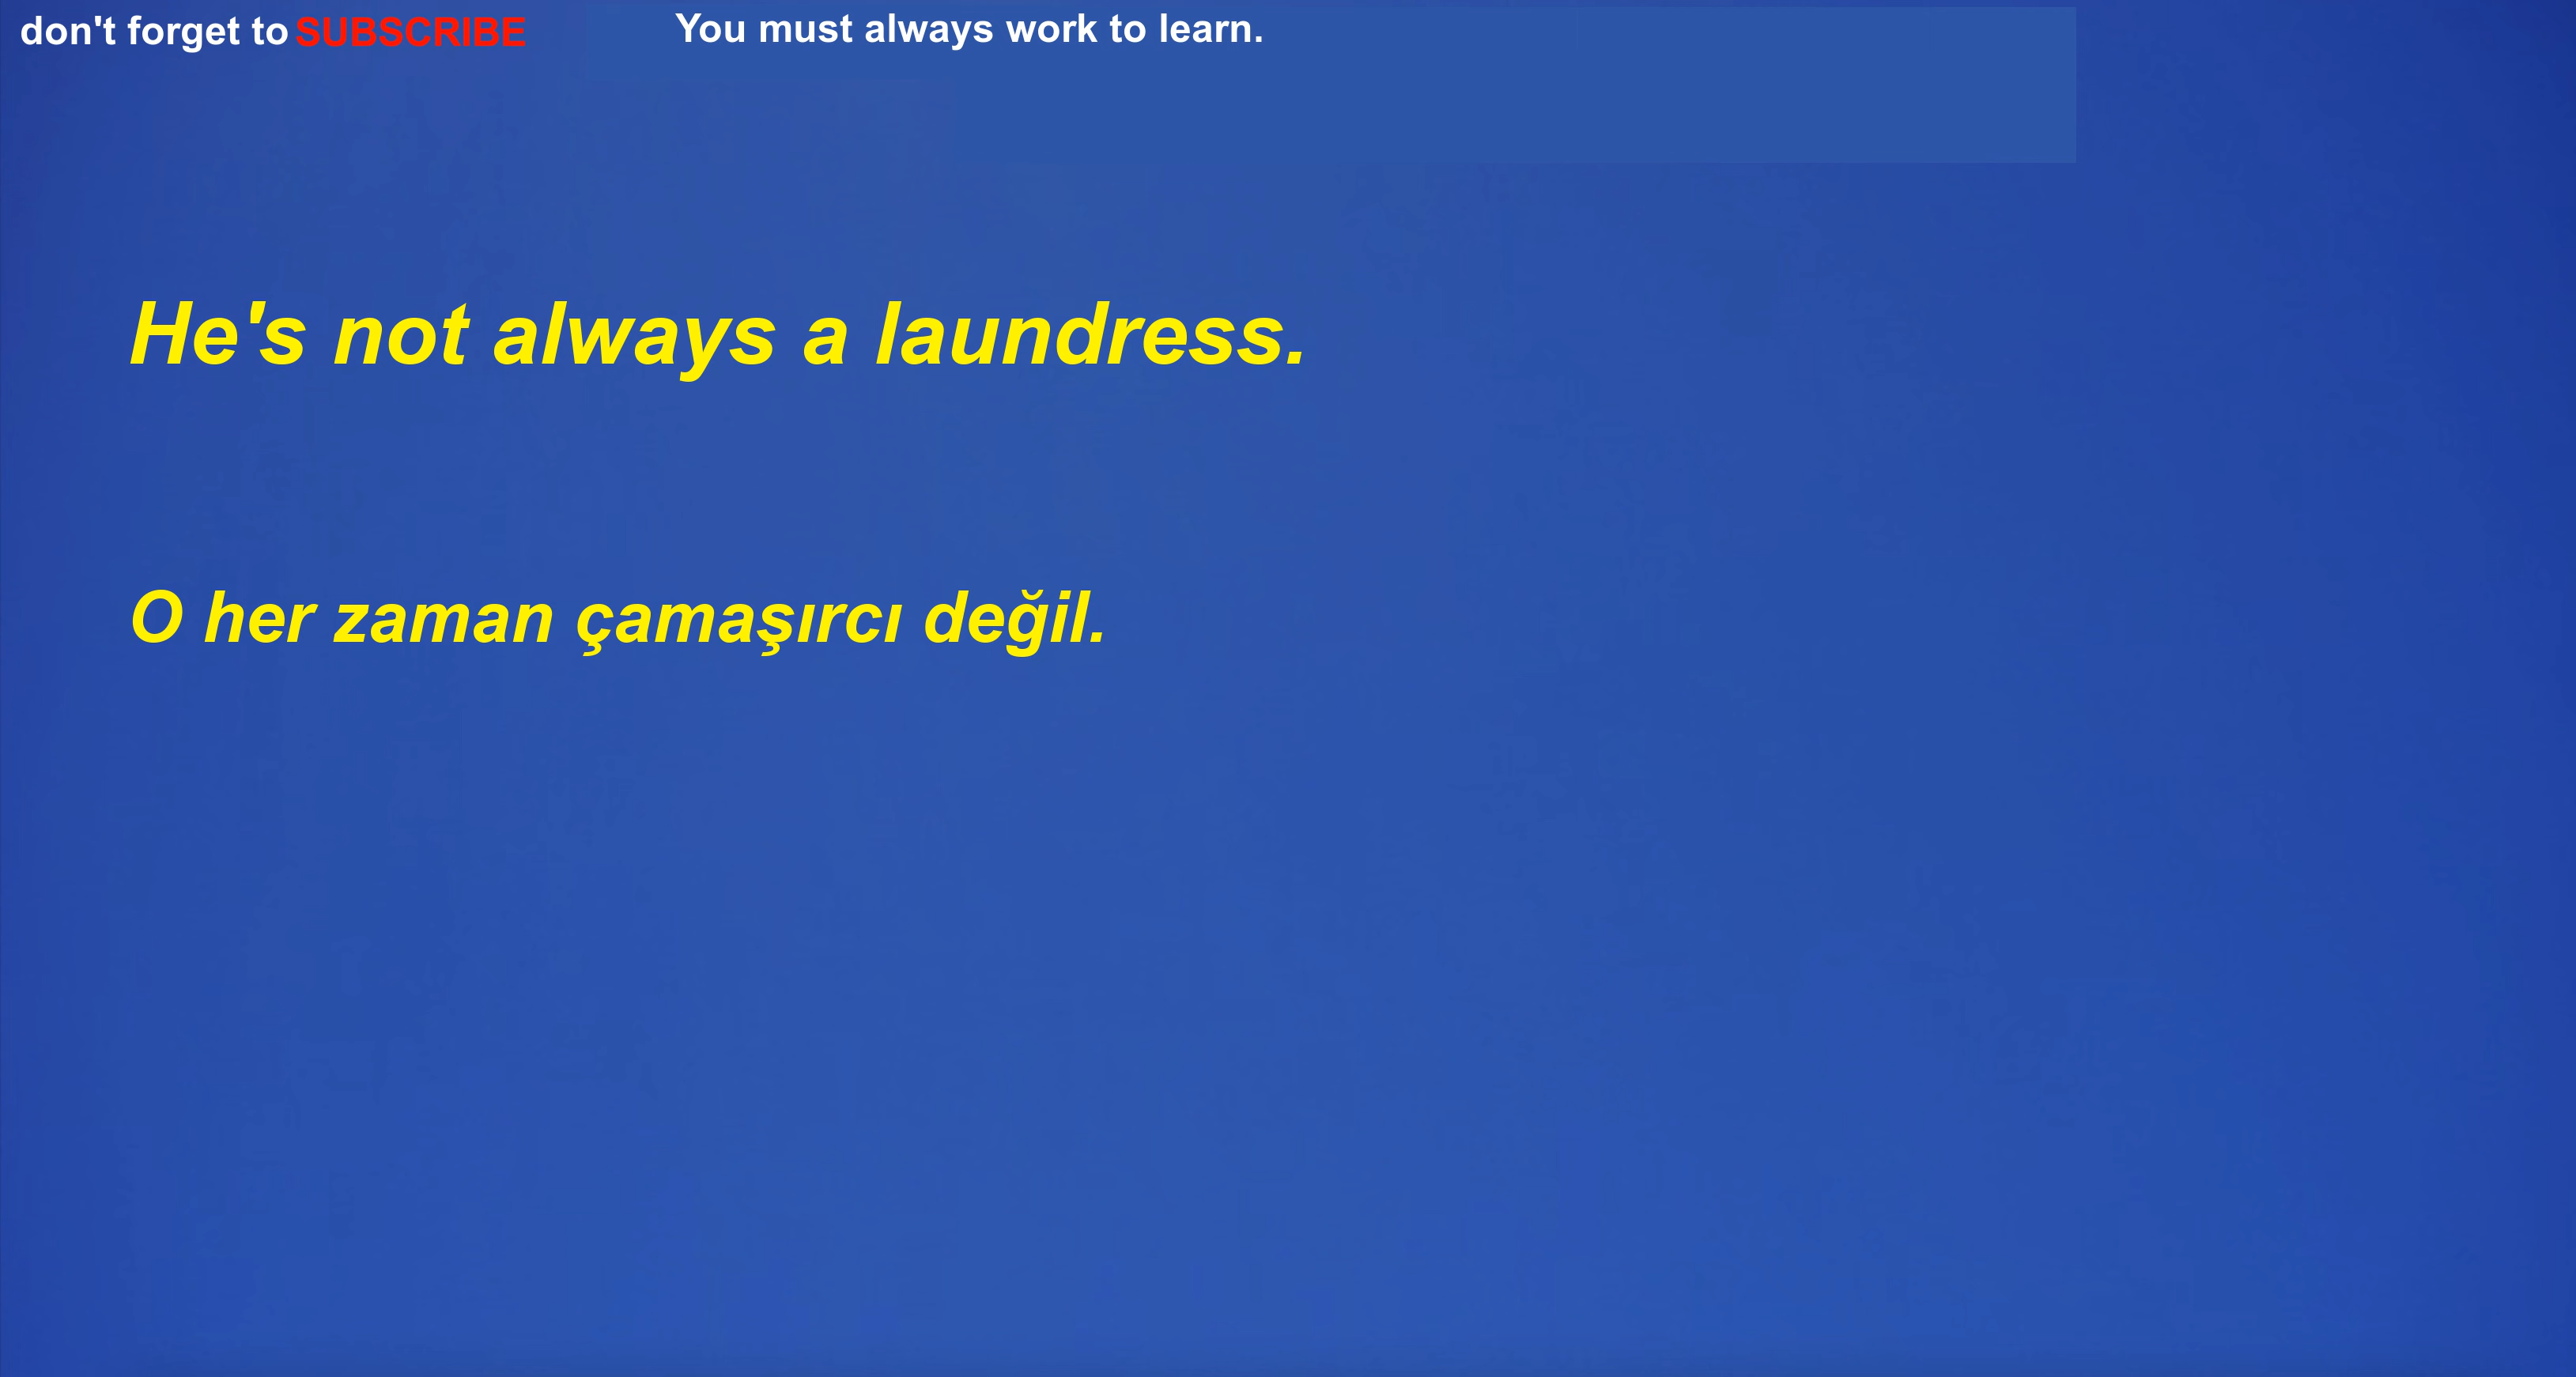 don't forget to SUBSCRIBE
You must always work to learn.
He's not always a laundress.
O her zaman çamaşırcı değil.